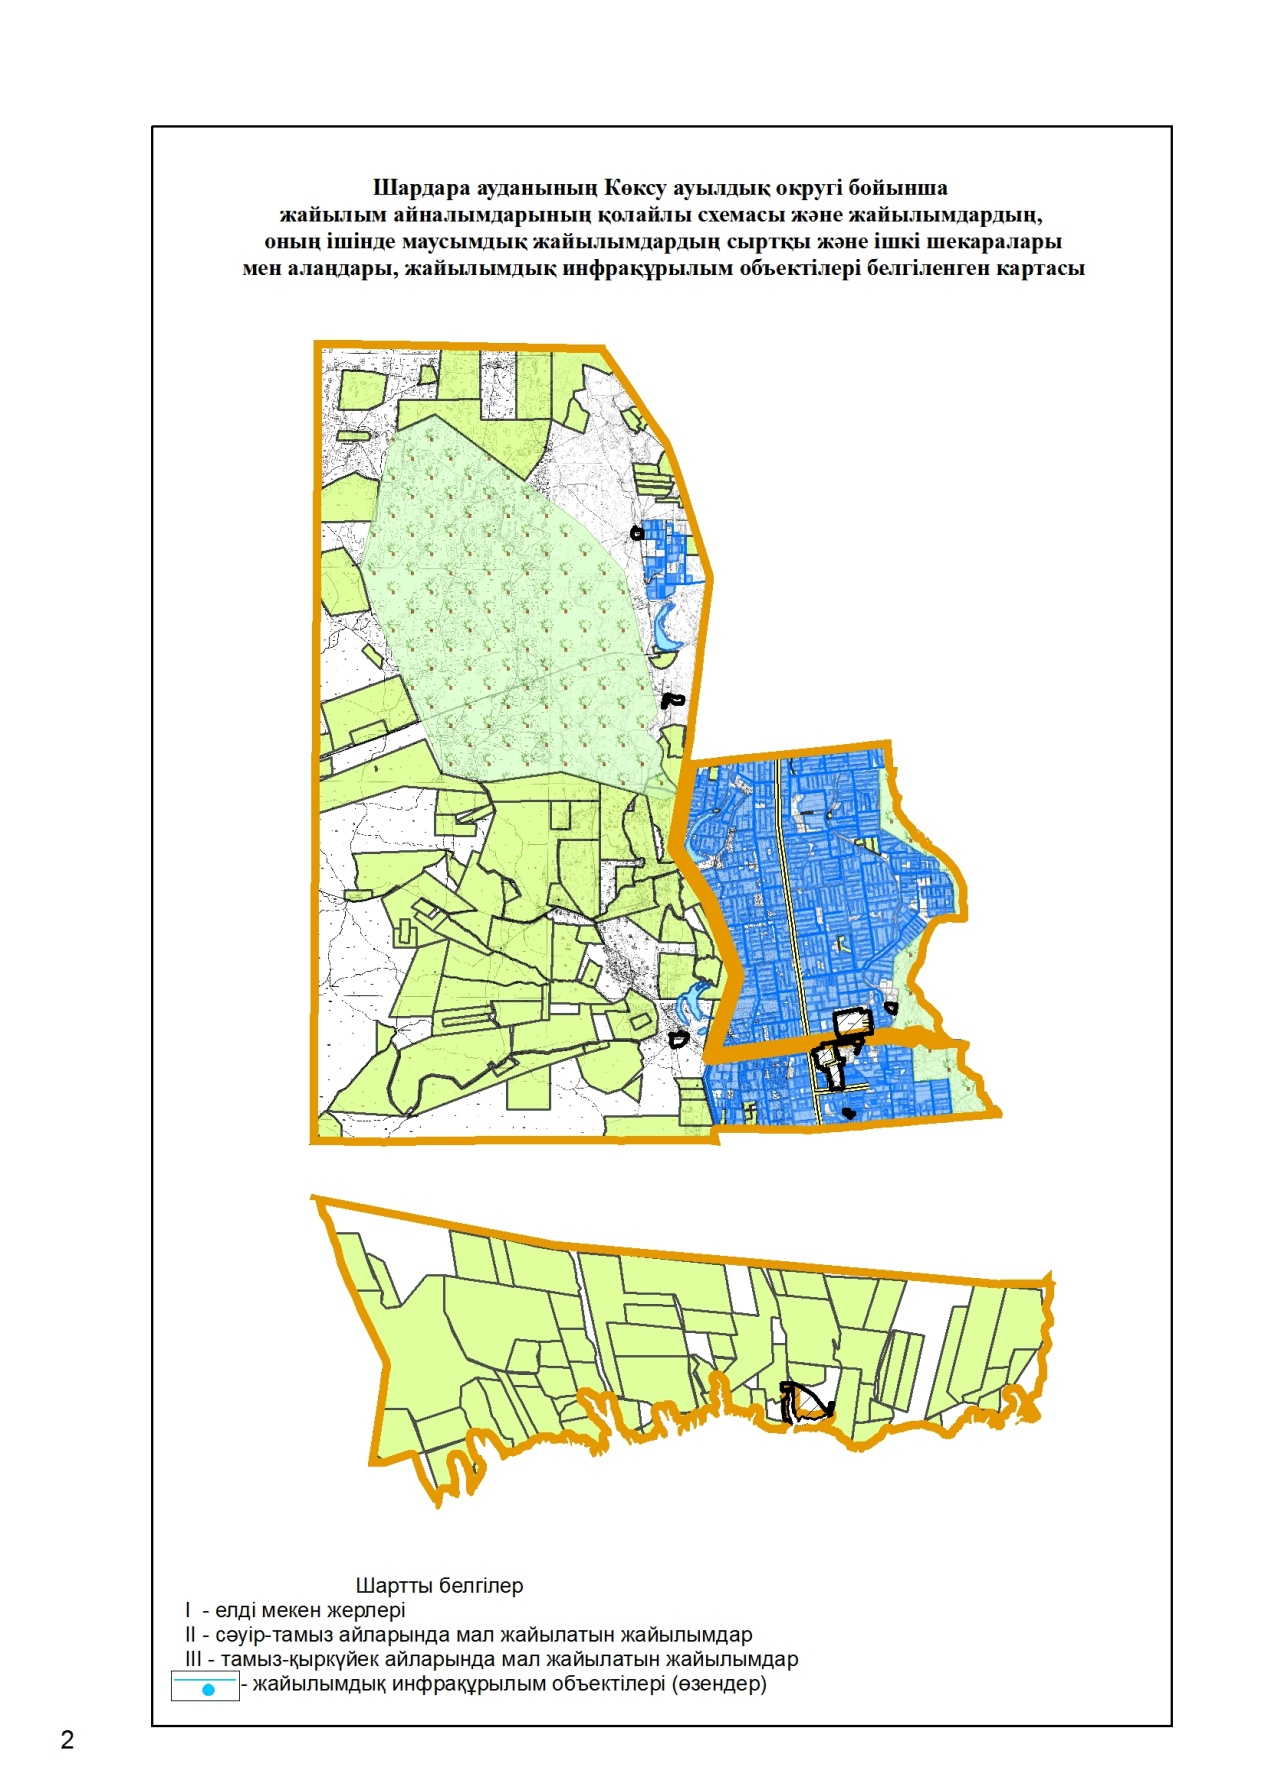 Шардара ауданының Көксу ауылдық округі бойынша
жайылым айналымдарының қолайлы схемасы және жайылымдардың,
оның ішінде маусымдық жайылымдардың сыртқы және ішкі шекаралары
мен алаңдары, жайылымдық инфрақұрылым объектілері белгіленген картасы
Шартты белгілер
I - елді мекен жерлері
II - сәуір-тамыз айларында мал жайылатын жайылымдар
III - тамыз-қыркүйек айларында мал жайылатын жайылымдар
- жайылымдық инфрақұрылым объектілері (өзендер)
2